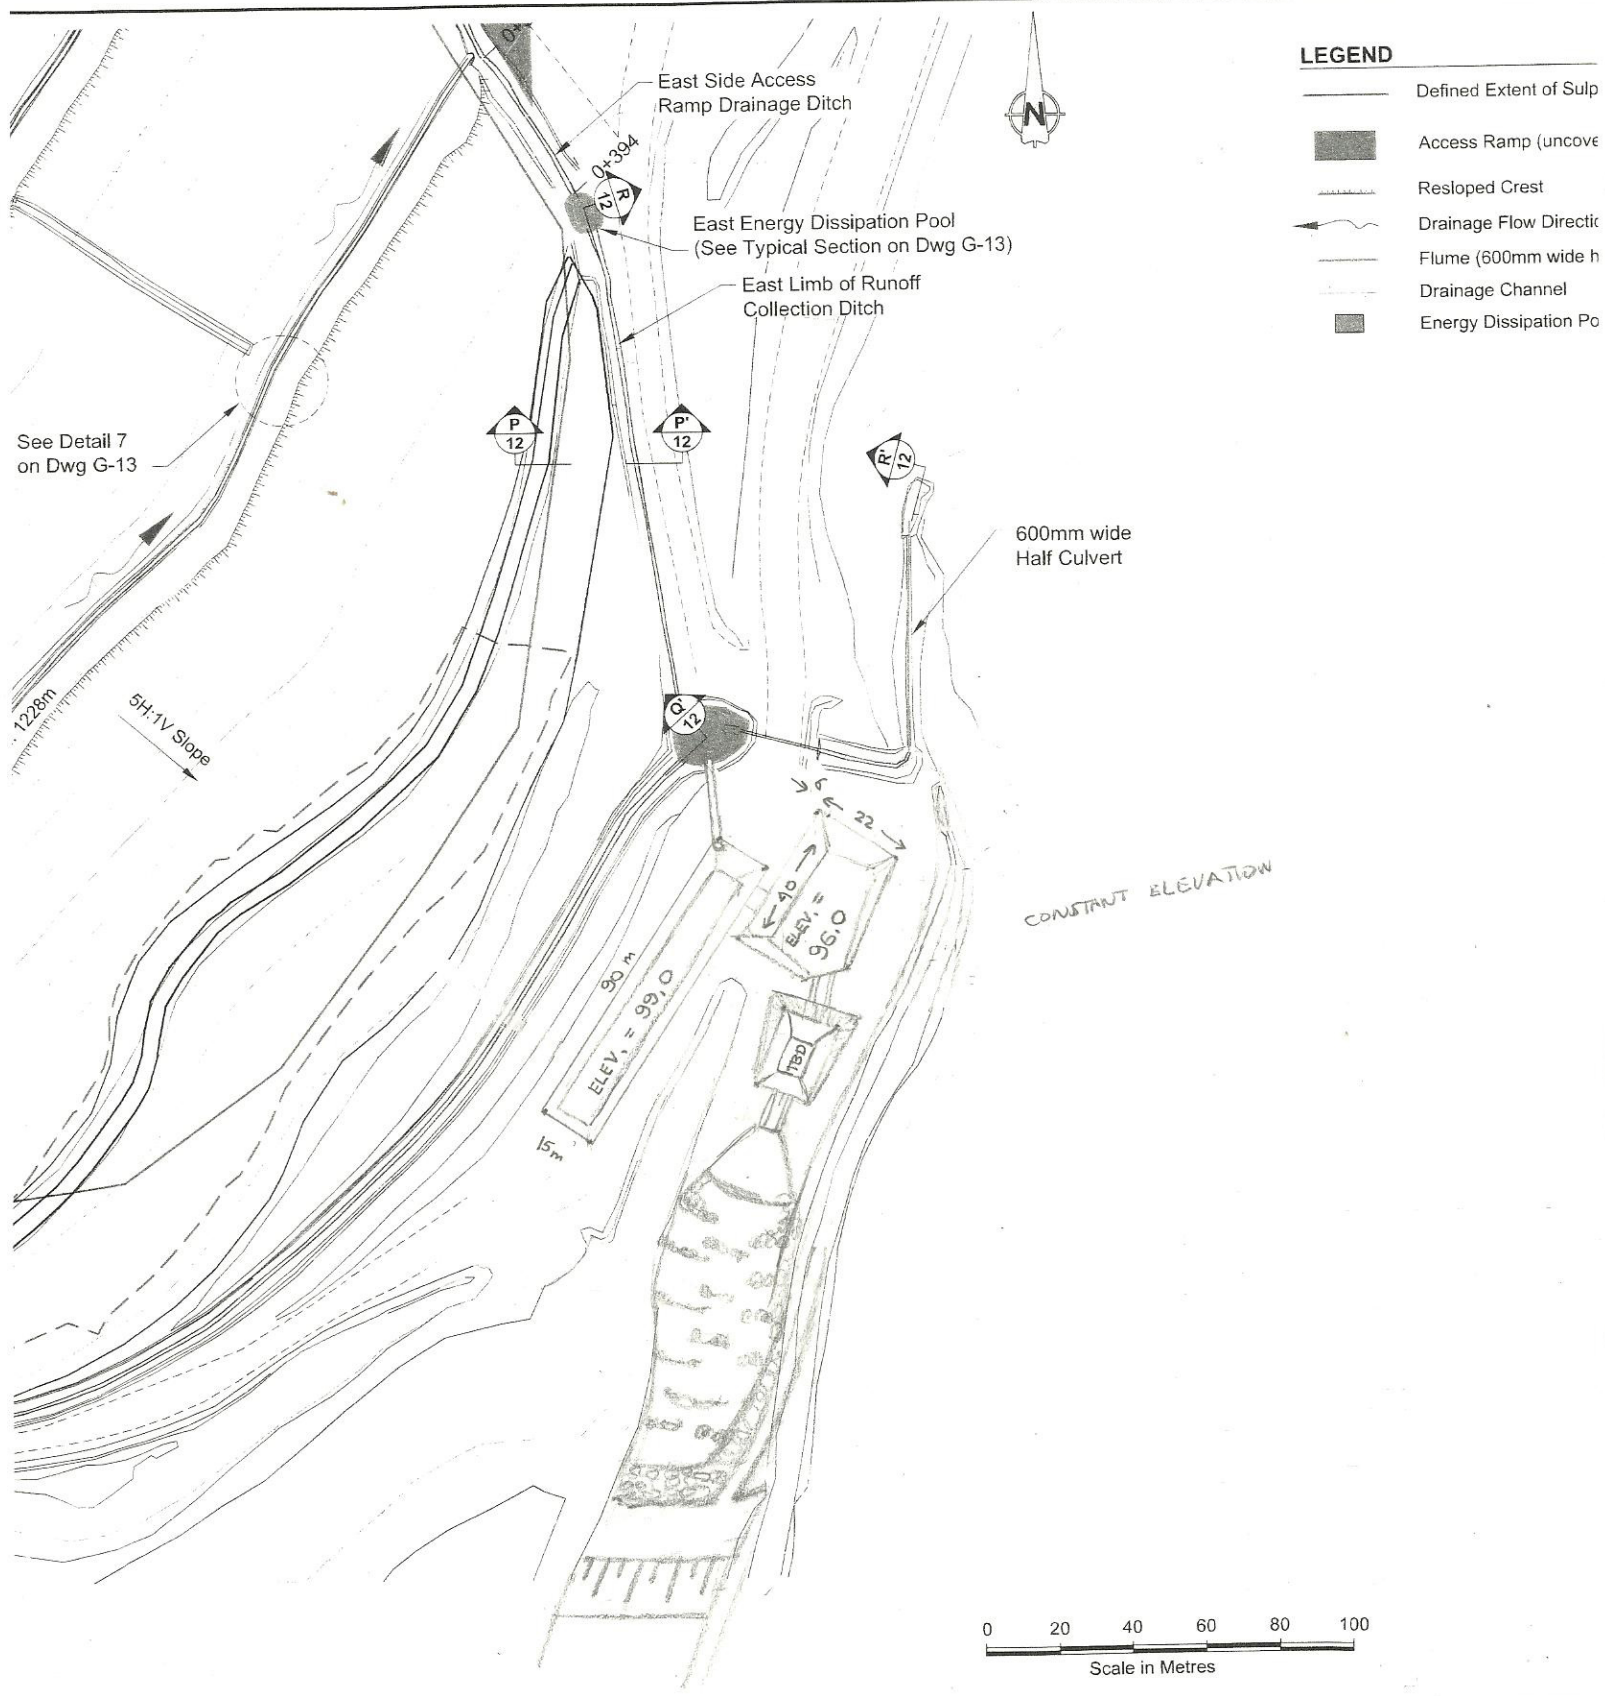 0+
East Side Access
Ramp Drainage Ditch
0+394
R
12
East Energy Dissipation Pool
(See Typical Section on Dwg G-13)
East Limb of Runoff
Collection Ditch
N
LEGEND
Defined Extent of Sulp
Access Ramp (uncove
Resloped Crest
Drainage Flow Directic
Flume (600mm wide h
Drainage Channel
Energy Dissipation Po
See Detail 7
on Dwg G-13
P
12
P'
12
R'
12
600mm wide
Half Culvert
1228m
5H:1V Slope
Q'
12
6
22
40
ELEV. =
96.0
CONSTANT ELEVATION
90 m
ELEV. = 99.0
15m
TBD
0 20 40 60 80 100
Scale in Metres